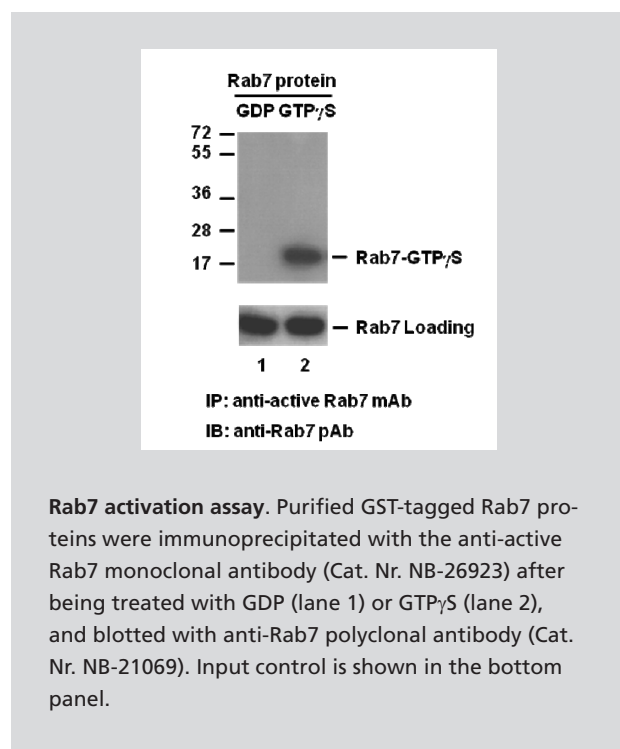 Rab7 protein
GDP GTPγS
72
55
36
28
17
Rab7-GTPγS
Rab7 Loading
1 2
IP: anti-active Rab7 mAb
IB: anti-Rab7 pAb
Rab7 activation assay. Purified GST-tagged Rab7 pro-
teins were immunoprecipitated with the anti-active
Rab7 monoclonal antibody (Cat. Nr. NB-26923) after
being treated with GDP (lane 1) or GTPγS (lane 2),
and blotted with anti-Rab7 polyclonal antibody (Cat.
Nr. NB-21069). Input control is shown in the bottom
panel.